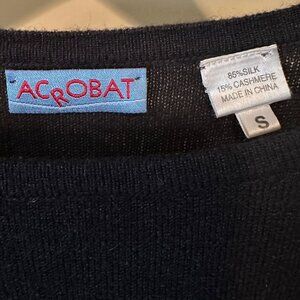 ACROBAT
85%SILK
15% CASHMERE
MADE IN CHINA
S